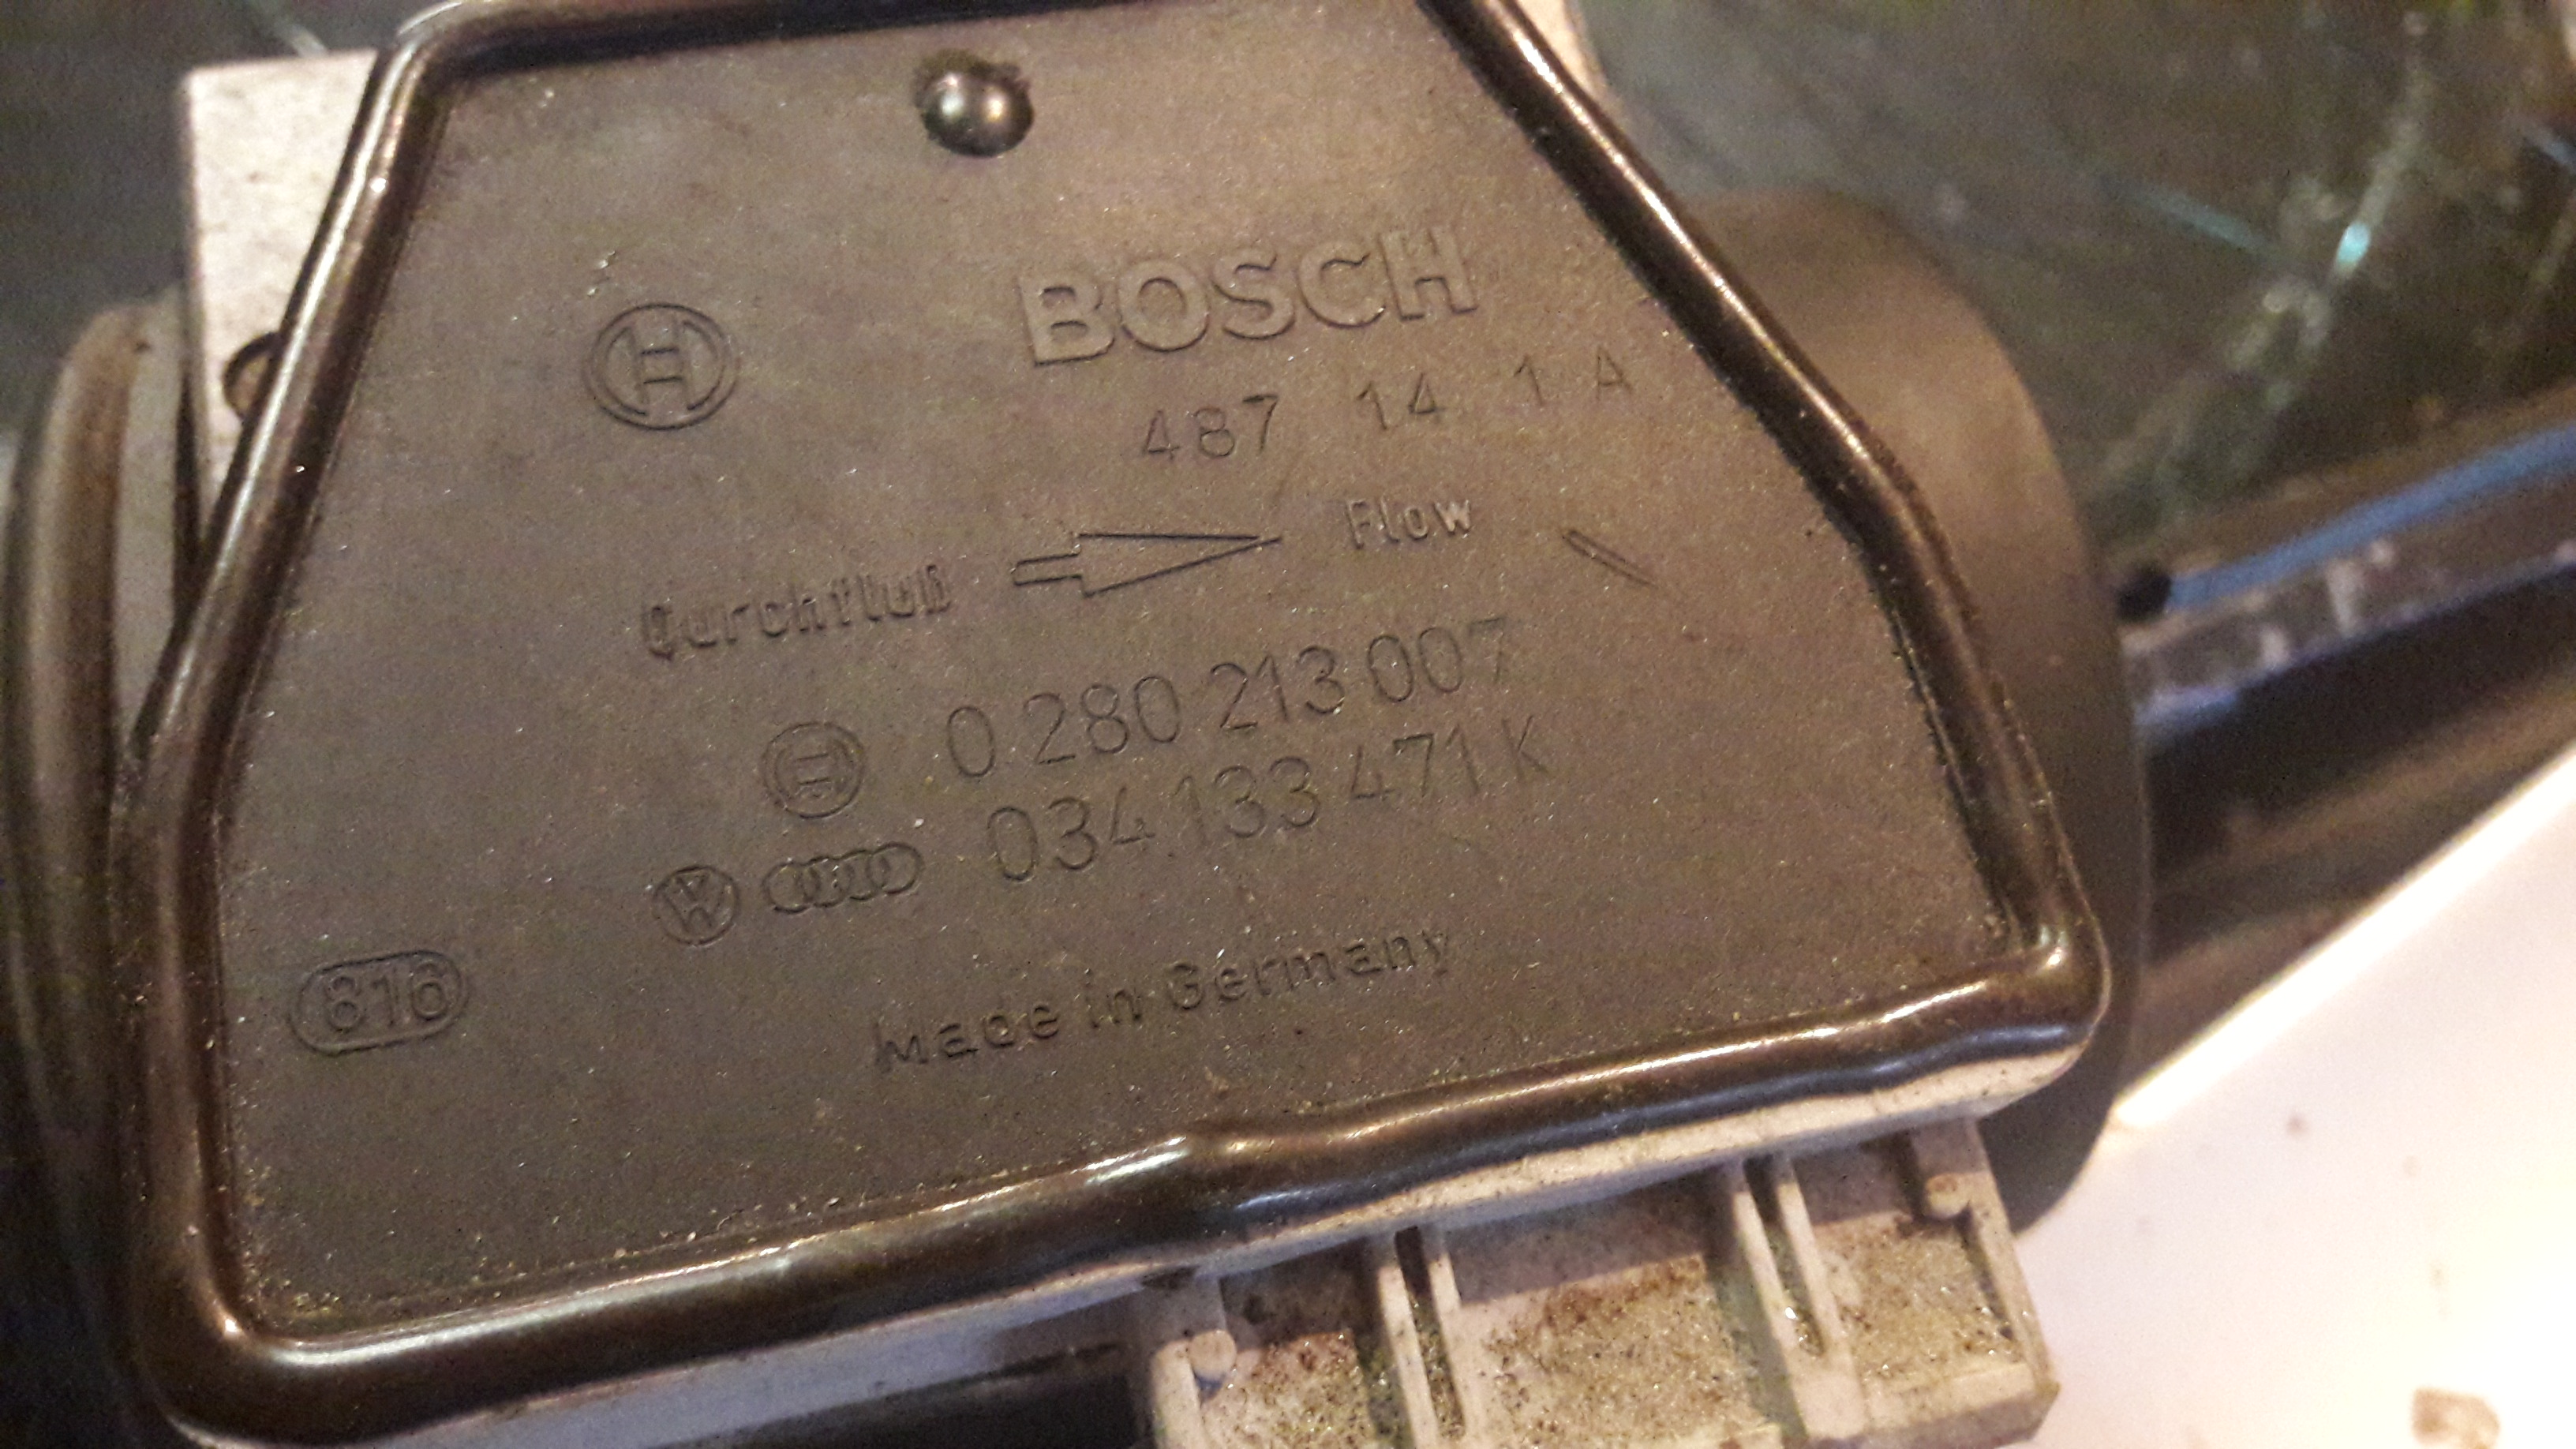 BOSCH
487 14 1 A
Durchfluß Flow
0 280 213 007
034 133 471 K
816
Made in Germany